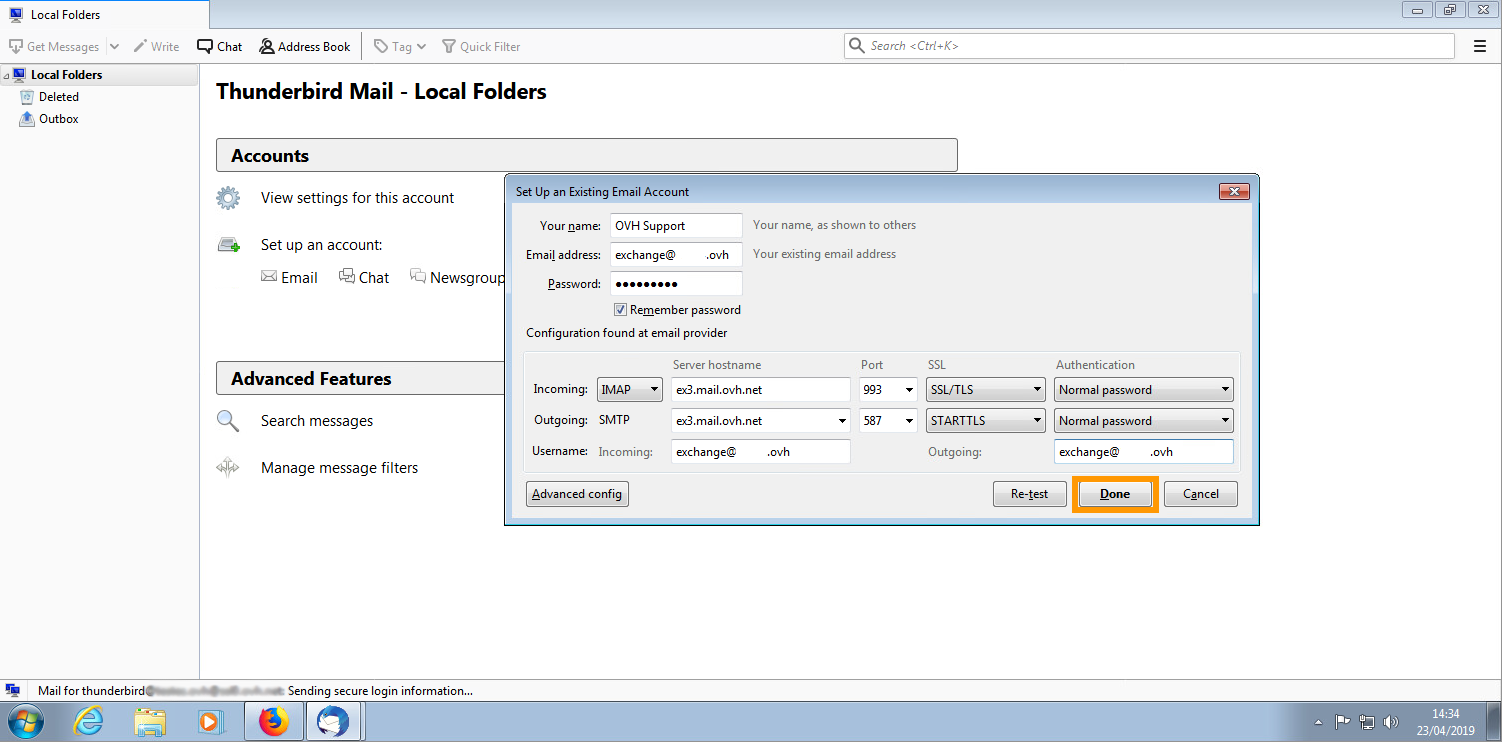 Local Folders
Get Messages Write Chat Address Book Tag Quick Filter Search <Ctrl+K>
Local Folders
Deleted
Outbox
Thunderbird Mail - Local Folders
Accounts
View settings for this account
Set up an account:
Email Chat Newsgroup
Advanced Features
Search messages
Manage message filters
Set Up an Existing Email Account
Your name: OVH Support Your name, as shown to others
Email address: exchange@ .ovh Your existing email address
Password: •••••••••
Remember password
Configuration found at email provider
Server hostname Port SSL Authentication
Incoming: IMAP ex3.mail.ovh.net 993 SSL/TLS Normal password
Outgoing: SMTP ex3.mail.ovh.net 587 STARTTLS Normal password
Username: Incoming: exchange@ .ovh Outgoing: exchange@ .ovh
Advanced config Re-test Done Cancel
Mail for thunderbird Sending secure login information...
14:34
23/04/2019